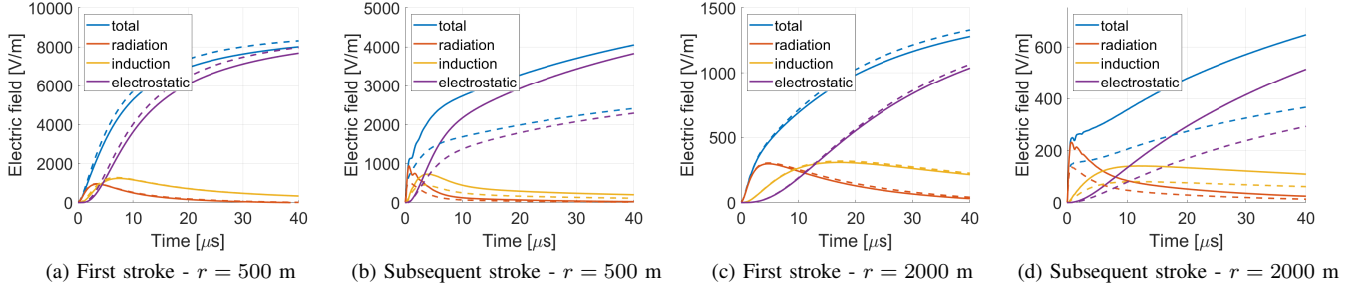 10000
8000
6000
4000
2000
0
Electric field [V/m]
total
radiation
induction
electrostatic
0 10 20 30 40
Time [μs]
(a) First stroke - r = 500 m
5000
4000
3000
2000
1000
0
Electric field [V/m]
total
radiation
induction
electrostatic
0 10 20 30 40
Time [μs]
(b) Subsequent stroke - r = 500 m
1500
1000
500
0
Electric field [V/m]
total
radiation
induction
electrostatic
0 10 20 30 40
Time [μs]
(c) First stroke - r = 2000 m
600
400
200
0
Electric field [V/m]
total
radiation
induction
electrostatic
0 10 20 30 40
Time [μs]
(d) Subsequent stroke - r = 2000 m